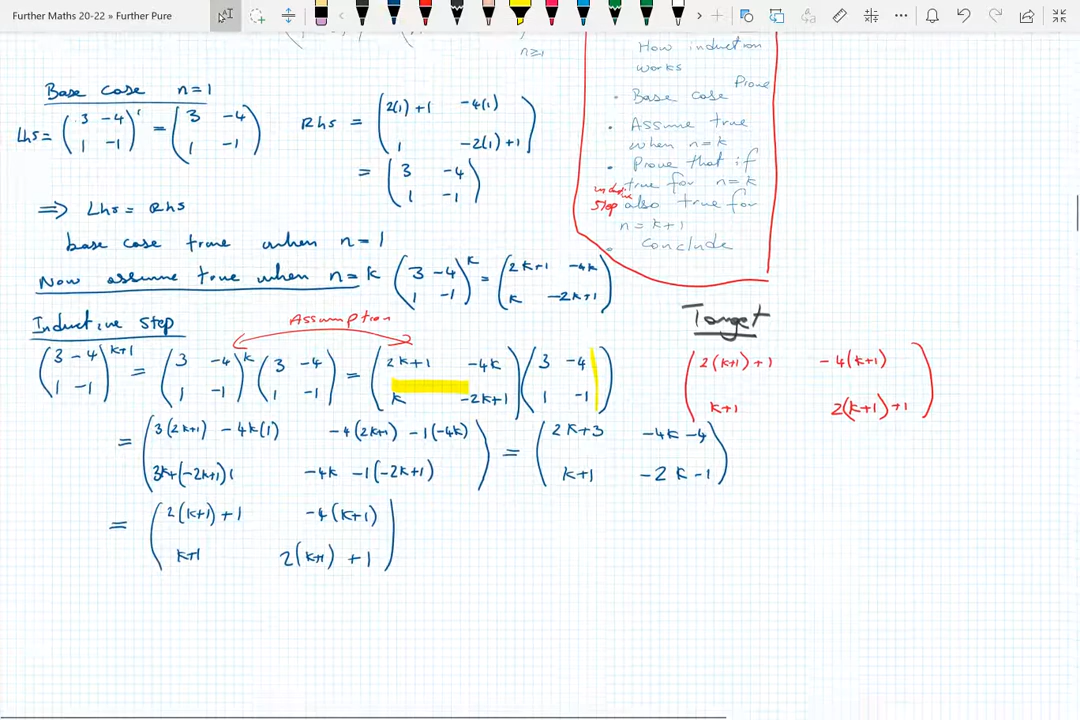 Further Maths 20-22 » Further Pure
n≥1
How induction
works
Prove
· Base case
· Assume true
when n=k
· Prove that if
true for n=k
inductive
step also true for
n=k+1
· Conclude
Base case n=1
Lhs = (3 -4; 1 -1)^1 = (3 -4; 1 -1) Rhs = (2(1)+1 -4(1); 1 -2(1)+1)
= (3 -4; 1 -1)
⟹ Lhs = Rhs
base case true when n=1
Now assume true when n=k (3 -4; 1 -1)^k = (2k+1 -4k; k -2k+1)
Inductive step
Assumption
Target
(3 -4; 1 -1)^k+1 = (3 -4; 1 -1)^k (3 -4; 1 -1) = (2k+1 -4k; k -2k+1)(3 -4; 1 -1)
(2(k+1)+1 -4(k+1); k+1 2(k+1)+1)
= (3(2k+1) -4k(1) -4(2k+1) -1(-4k); 3k+(-2k+1)1 -4k -1(-2k+1)) = (2k+3 -4k-4; k+1 -2k-1)
= (2(k+1)+1 -4(k+1); k+1 2(k+1)+1)